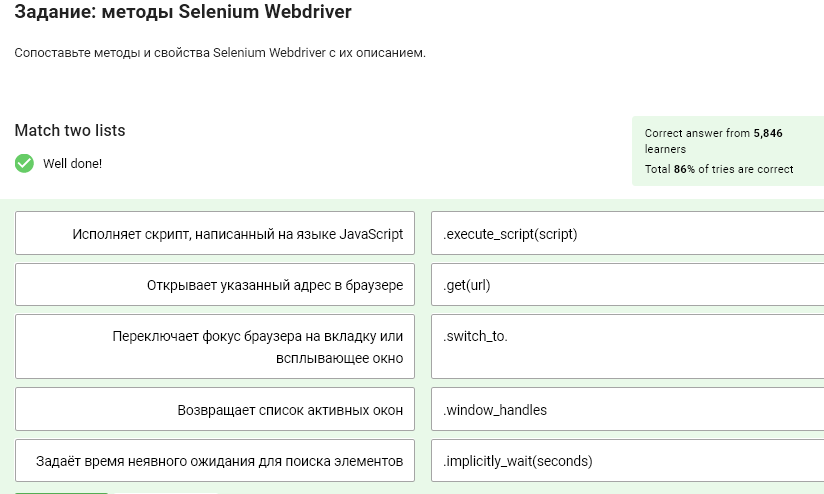 Задание: методы Selenium Webdriver
Сопоставьте методы и свойства Selenium Webdriver с их описанием.
Match two lists
Well done!
Correct answer from 5,846
learners
Total 86% of tries are correct
Исполняет скрипт, написанный на языке JavaScript
.execute_script(script)
Открывает указанный адрес в браузере
.get(url)
Переключает фокус браузера на вкладку или
всплывающее окно
.switch_to.
Возвращает список активных окон
.window_handles
Задаёт время неявного ожидания для поиска элементов
.implicitly_wait(seconds)